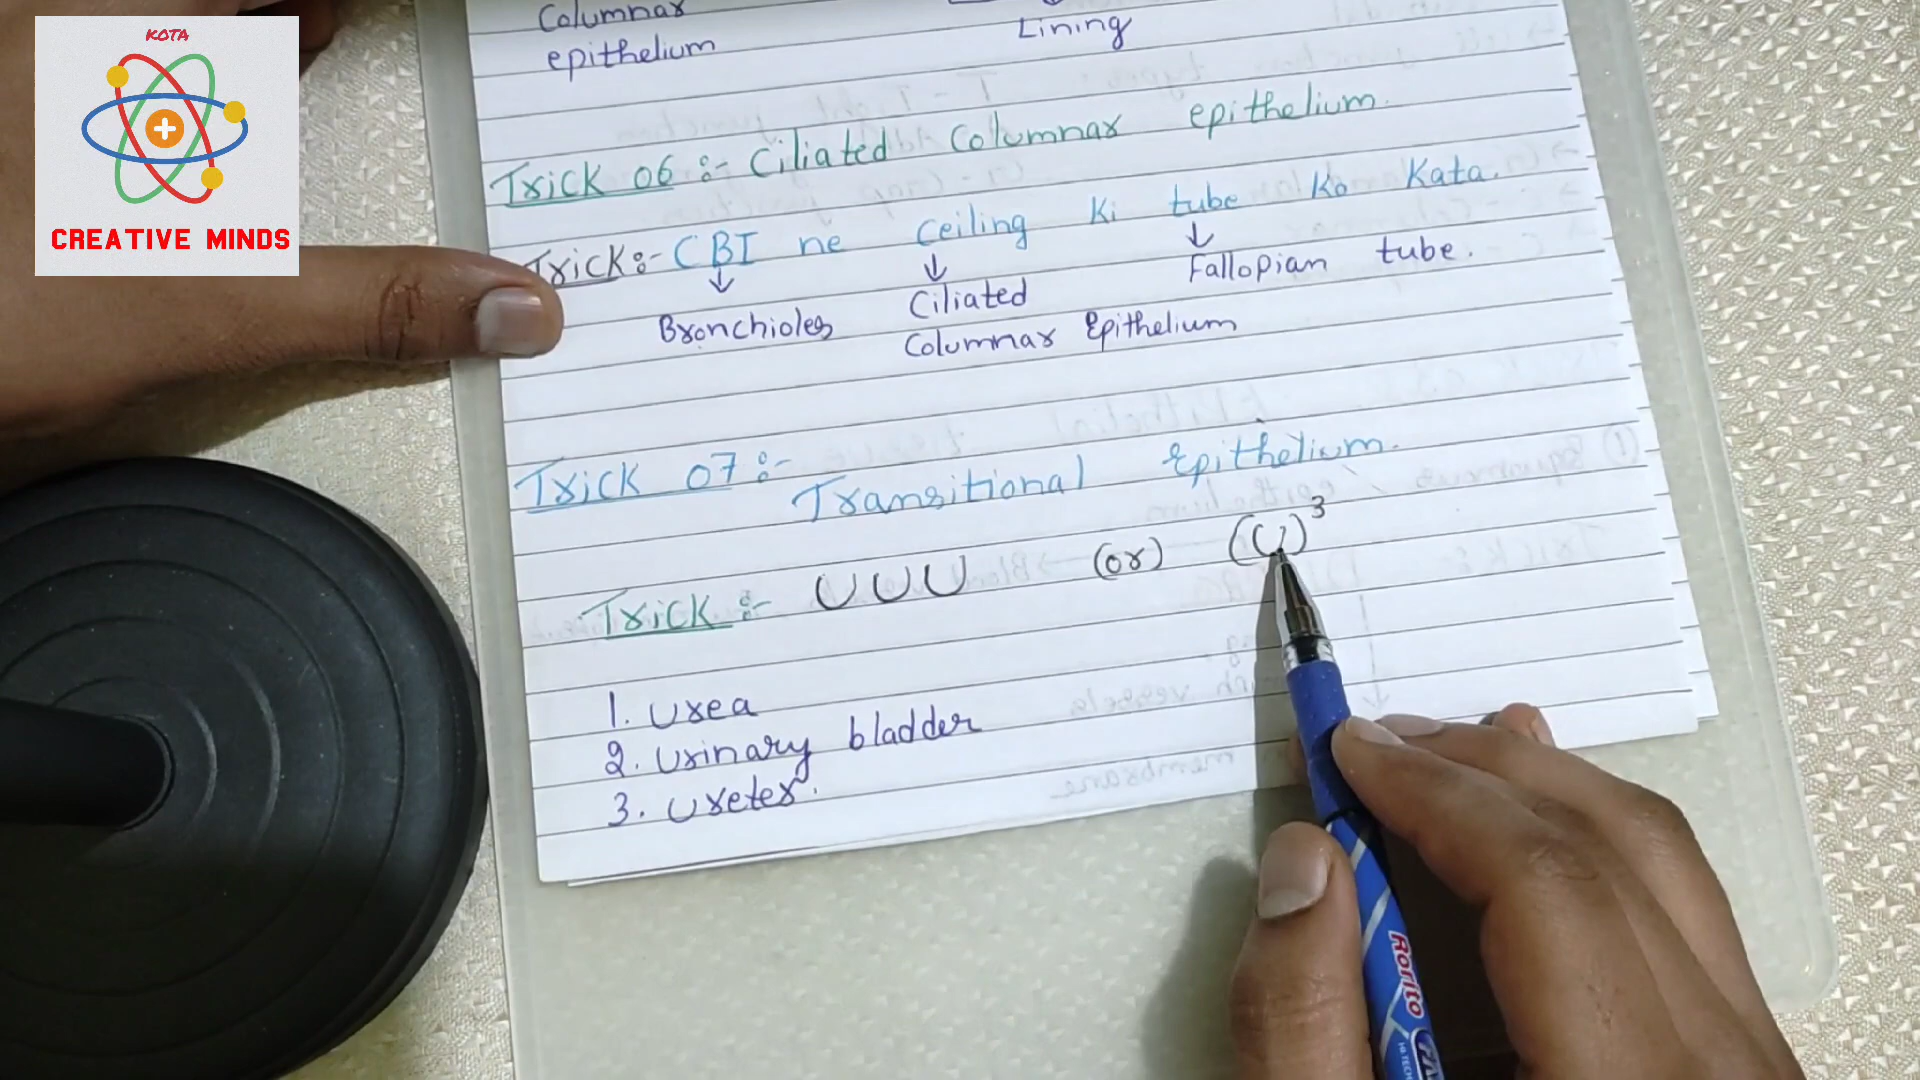 KOTA
CREATIVE MINDS
Columnar
epithelium
Lining
Trick 06 :- Ciliated Columnar epithelium.
Trick:- CBI ne Ceiling Ki tube Ko Kata.
Bronchioles
Ciliated
Columnar Epithelium
Fallopian tube.
Trick 07 :-
Transitional Epithelium.
Trick :- UUU (or) (U)³
1. Urea
2. Urinary bladder
3. Ureter.
Rorito